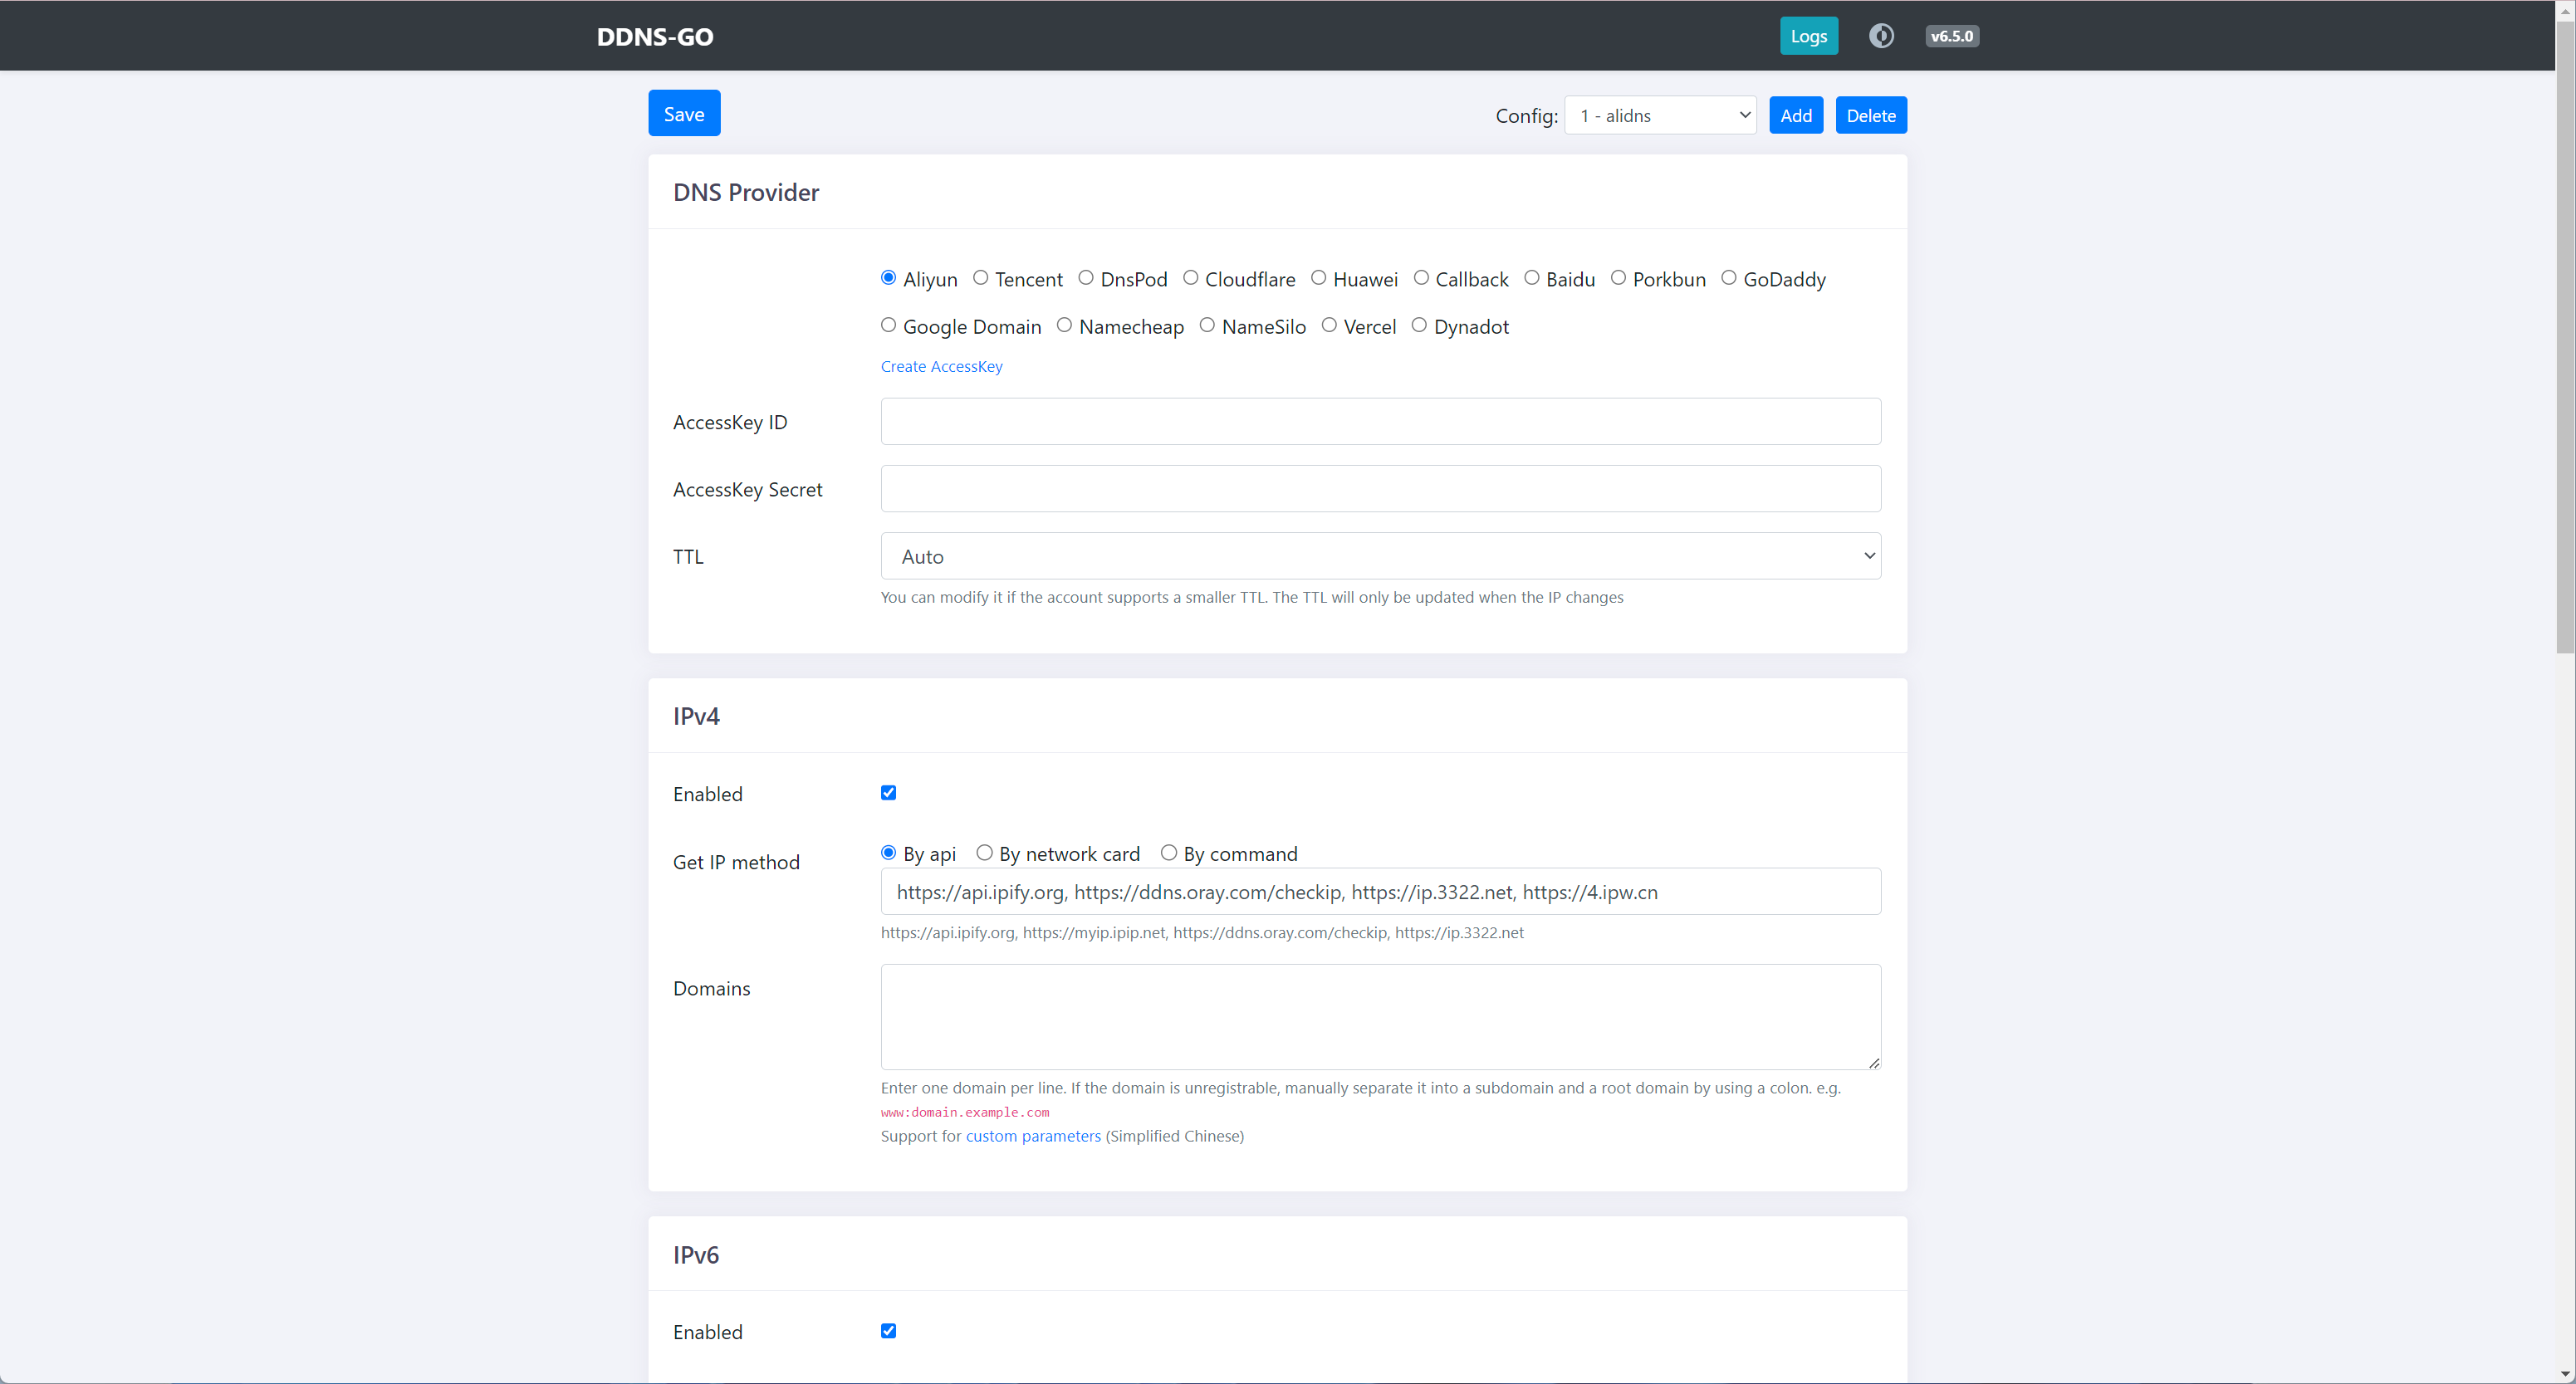 DDNS-GO Logs v6.5.0
Save Config: 1 - alidns Add Delete
DNS Provider
Aliyun Tencent DnsPod Cloudflare Huawei Callback Baidu Porkbun GoDaddy
Google Domain Namecheap NameSilo Vercel Dynadot
Create AccessKey
AccessKey ID
AccessKey Secret
TTL Auto
You can modify it if the account supports a smaller TTL. The TTL will only be updated when the IP changes
IPv4
Enabled
Get IP method By api By network card By command
https://api.ipify.org, https://ddns.oray.com/checkip, https://ip.3322.net, https://4.ipw.cn
https://api.ipify.org, https://myip.ipip.net, https://ddns.oray.com/checkip, https://ip.3322.net
Domains
Enter one domain per line. If the domain is unregistrable, manually separate it into a subdomain and a root domain by using a colon. e.g.
www:domain.example.com
Support for custom parameters (Simplified Chinese)
IPv6
Enabled